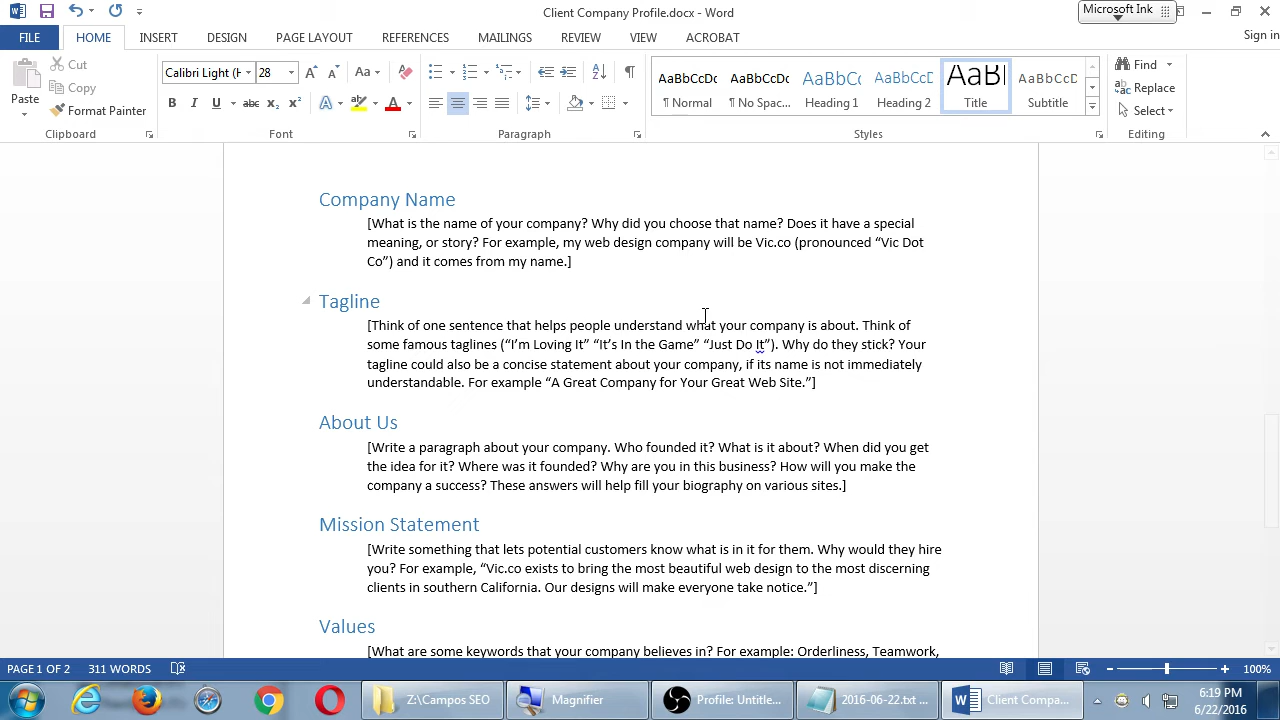 Client Company Profile.docx - Word
Microsoft Ink
FILE HOME INSERT DESIGN PAGE LAYOUT REFERENCES MAILINGS REVIEW VIEW ACROBAT
Sign in
Paste
Cut
Copy
Format Painter
Clipboard
Calibri Light (H 28
Aa
B I U abc x₂ x²
A A
Font
Paragraph
AaBbCcDc AaBbCcDc AaBbCc AaBbCcD AaB AaBbCcD
¶ Normal ¶ No Spac... Heading 1 Heading 2 Title Subtitle
Styles
Find
Replace
Select
Editing
Company Name
[What is the name of your company? Why did you choose that name? Does it have a special
meaning, or story? For example, my web design company will be Vic.co (pronounced “Vic Dot
Co”) and it comes from my name.]
Tagline
[Think of one sentence that helps people understand what your company is about. Think of
some famous taglines (“I’m Loving It” “It’s In the Game” “Just Do It”). Why do they stick? Your
tagline could also be a concise statement about your company, if its name is not immediately
understandable. For example “A Great Company for Your Great Web Site.”]
About Us
[Write a paragraph about your company. Who founded it? What is it about? When did you get
the idea for it? Where was it founded? Why are you in this business? How will you make the
company a success? These answers will help fill your biography on various sites.]
Mission Statement
[Write something that lets potential customers know what is in it for them. Why would they hire
you? For example, “Vic.co exists to bring the most beautiful web design to the most discerning
clients in southern California. Our designs will make everyone take notice.”]
Values
[What are some keywords that your company believes in? For example: Orderliness, Teamwork,
PAGE 1 OF 2 311 WORDS
100%
Z:\Campos SEO
Magnifier
Profile: Untitle...
2016-06-22.txt ...
Client Compa...
6:19 PM
6/22/2016